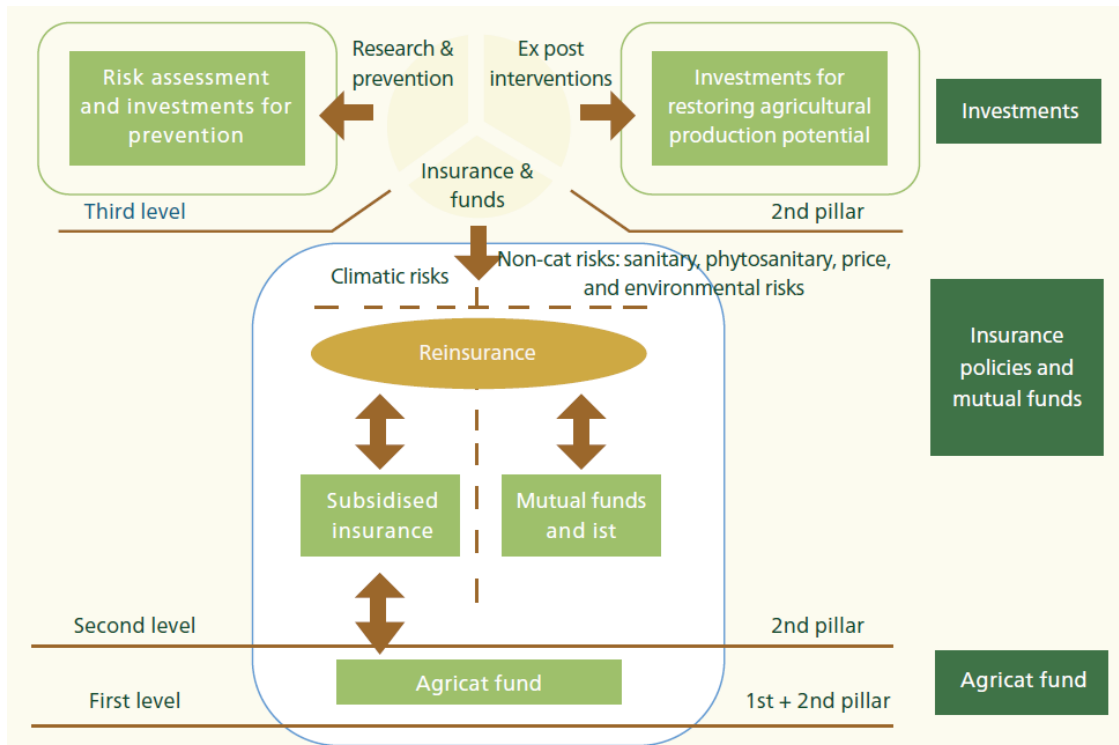 Risk assessment
and investments for
prevention
Research &
prevention
Ex post
interventions
Investments for
restoring agricultural
production potential
Investments
Insurance &
funds
Third level
2nd pillar
Climatic risks
Non-cat risks: sanitary, phytosanitary, price,
and environmental risks
Reinsurance
Insurance
policies and
mutual funds
Subsidised
insurance
Mutual funds
and ist
Second level
2nd pillar
Agricat fund
Agricat fund
First level
1st + 2nd pillar